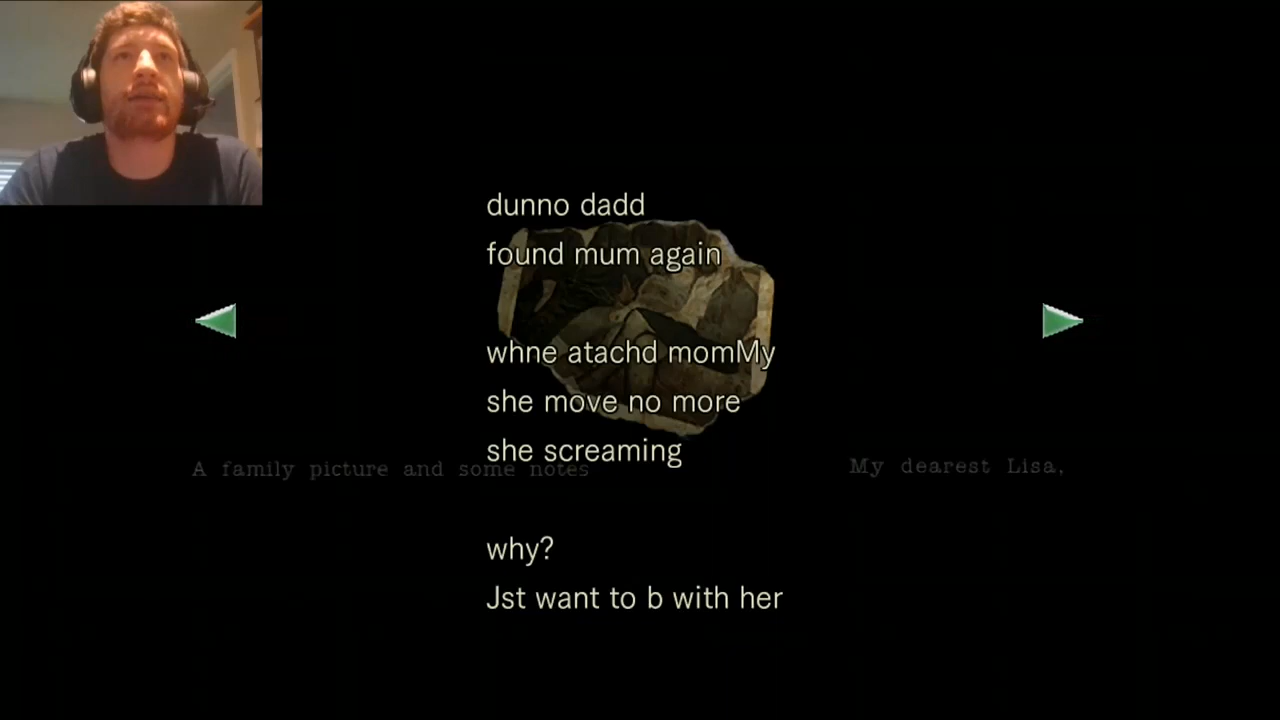 dunno dadd
found mum again
whne atachd momMy
she move no more
she screaming
A family picture and some notes
My dearest Lisa,
why?
Jst want to b with her